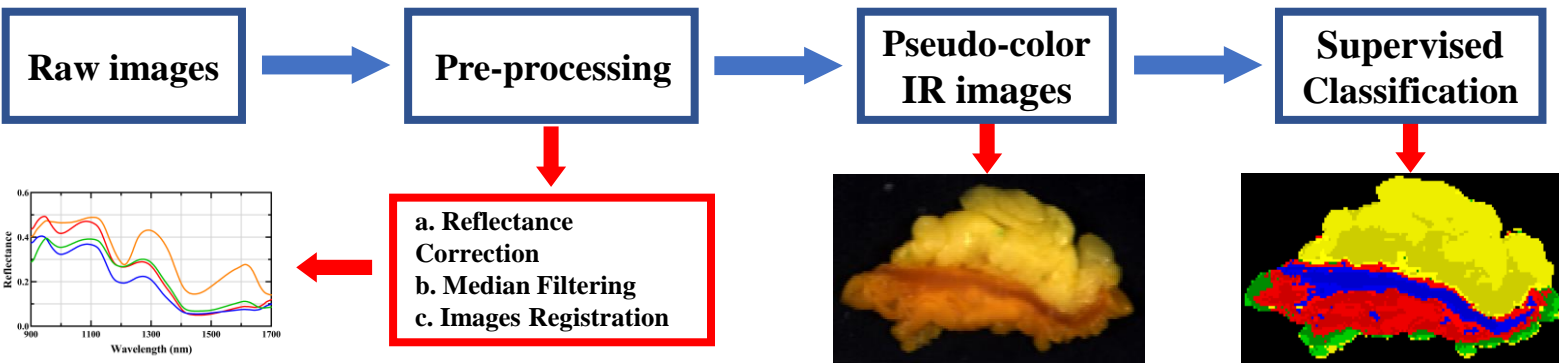 Raw images
Pre-processing
Pseudo-color
IR images
Supervised
Classification
a. Reflectance
Correction
b. Median Filtering
c. Images Registration
Reflectance
0.6
0.4
0.2
0.0
900 1100 1300 1500 1700
Wavelength (nm)